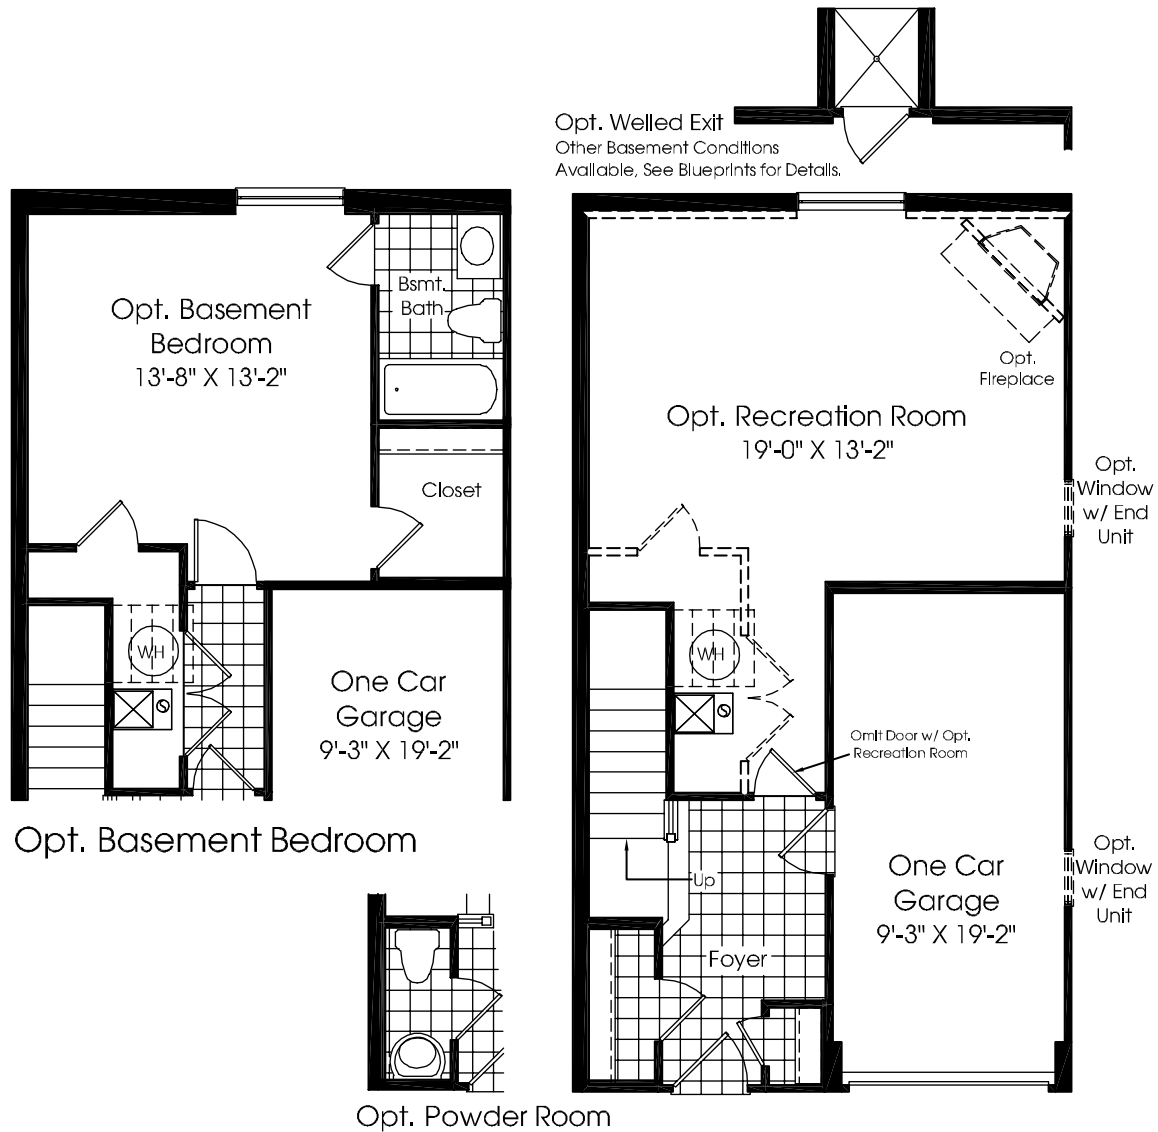 Opt. Welled Exit
Other Basement Conditions
Available, See Blueprints for Details.
Opt. Basement
Bedroom
13'-8" X 13'-2"
Bsmt.
Bath
Closet
WH
One Car
Garage
9'-3" X 19'-2"
Opt. Basement Bedroom
Opt.
Fireplace
Opt. Recreation Room
19'-0" X 13'-2"
Opt.
Window
w/ End
Unit
WH
Omit Door w/ Opt.
Recreation Room
Up
One Car
Garage
9'-3" X 19'-2"
Opt.
Window
w/ End
Unit
Foyer
Opt. Powder Room